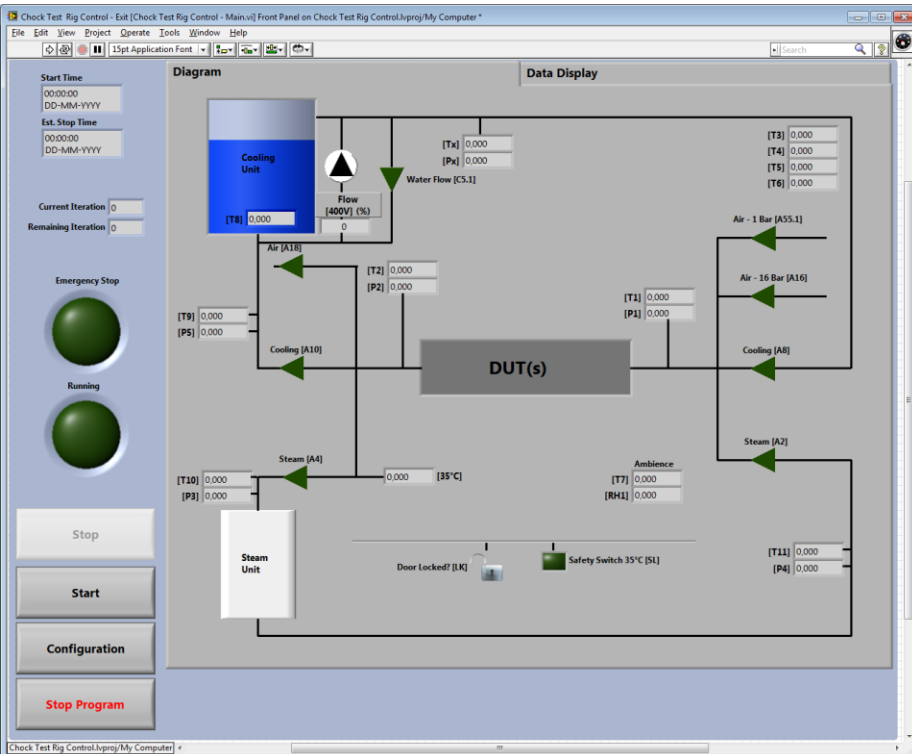 Chock Test Rig Control - Exit [Chock Test Rig Control - Main.vi] Front Panel on Chock Test Rig Control.lvproj/My Computer *
File Edit View Project Operate Tools Window Help
15pt Application Font
Search
Diagram
Data Display
Start Time
00:00:00
DD-MM-YYYY
Est. Stop Time
00:00:00
DD-MM-YYYY
Current Iteration 0
Remaining Iteration 0
Emergency Stop
Running
Stop
Start
Configuration
Stop Program
Cooling
Unit
[T8] 0,000
Flow
[400V] (%)
0
Water Flow [C5.1]
[Tx] 0,000
[Px] 0,000
[T3] 0,000
[T4] 0,000
[T5] 0,000
[T6] 0,000
Air - 1 Bar [A55.1]
Air [A18]
[T2] 0,000
[P2] 0,000
Air - 16 Bar [A16]
[T1] 0,000
[P1] 0,000
[T9] 0,000
[P5] 0,000
Cooling [A10]
DUT(s)
Cooling [A8]
Steam [A4]
Steam [A2]
[T10] 0,000
[P3] 0,000
0,000 [35°C]
Ambience
[T7] 0,000
[RH1] 0,000
Steam
Unit
Door Locked? [LK]
Safety Switch 35°C [SL]
[T11] 0,000
[P4] 0,000
Chock Test Rig Control.lvproj/My Computer